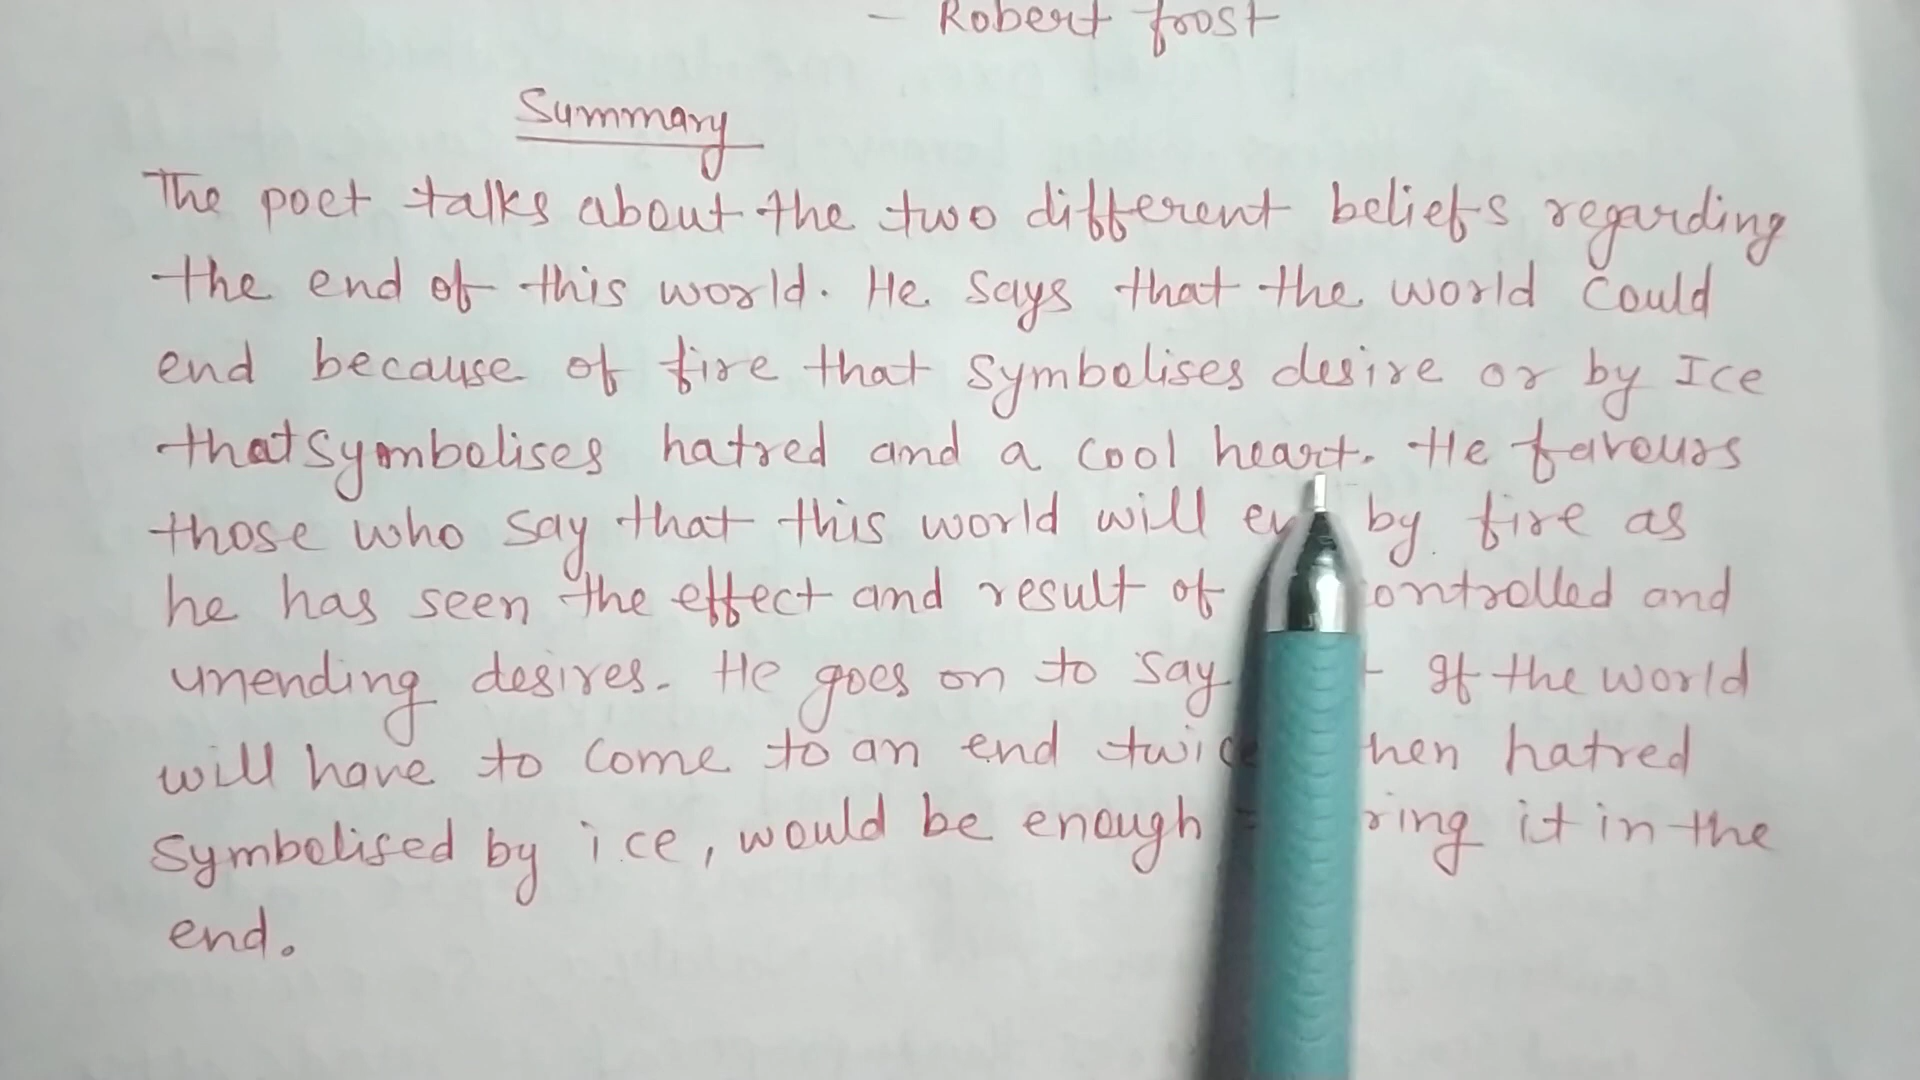 - Robert frost
Summary
The poet talks about the two different beliefs regarding
the end of this world. He says that the world could
end because of fire that symbolises desire or by Ice
that symbolises hatred and a cool heart. He favours
those who say that this world will by fire as
he has seen the effect and result of and
unending desires. He goes on to say If the world
will have to come to an end hatred
symbolised by ice, would be enough it in the
end.